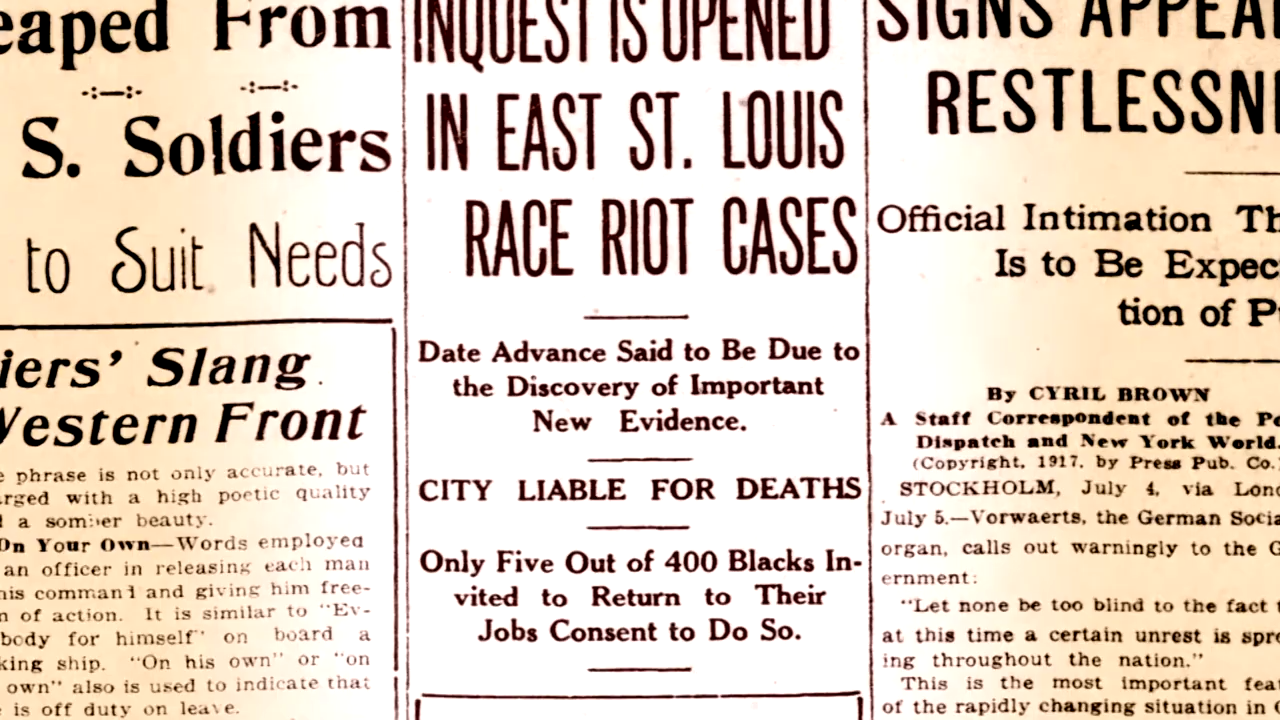 eaped From
S. Soldiers
to Suit Needs
iers' Slang
Western Front
phrase is not only accurate, but
arged with a high poetic quality
a somber beauty.
On Your Own—Words employed
an officer in releasing each man
his command and giving him free-
of action. It is similar to "Ev-
body for himself" on board a
king ship. "On his own" or "on
own" also is used to indicate that
is off duty on leave.
INQUEST IS OPENED
IN EAST ST. LOUIS
RACE RIOT CASES
Date Advance Said to Be Due to
the Discovery of Important
New Evidence.
CITY LIABLE FOR DEATHS
Only Five Out of 400 Blacks In-
vited to Return to Their
Jobs Consent to Do So.
SIGNS APPEA
RESTLESSN
Official Intimation Th
Is to Be Expec
tion of P
By CYRIL BROWN
A Staff Correspondent of the Po
Dispatch and New York World.
(Copyright, 1917, by Press Pub. Co.
STOCKHOLM, July 4, via Lon
July 5.—Vorwaerts, the German Socia
organ, calls out warningly to the G
ernment:
"Let none be too blind to the fact t
at this time a certain unrest is spre
ing throughout the nation."
This is the most important feat
of the rapidly changing situation in G